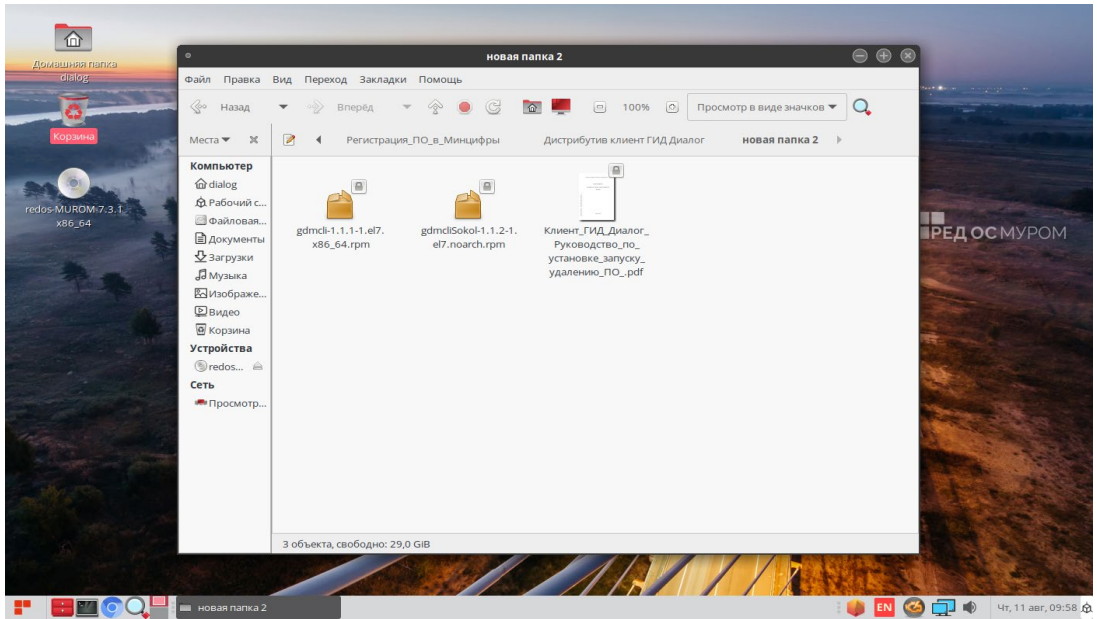 Домашняя папка
dialog
Корзина
redos-MUROM-7.3.1
x86_64
новая папка 2
Файл Правка Вид Переход Закладки Помощь
Назад Вперёд 100% Просмотр в виде значков
Места Регистрация_ПО_в_Минцифры Дистрибутив клиент ГИД Диалог новая папка 2
Компьютер
dialog
Рабочий с...
Файловая...
Документы
Загрузки
Музыка
Изображе...
Видео
Корзина
Устройства
redos...
Сеть
Просмотр...
gdmcli-1.1.1-1.el7.
x86_64.rpm
gdmcliSokol-1.1.2-1.
el7.noarch.rpm
Клиент_ГИД_Диалог_
Руководство_по_
установке_запуску_
удалению_ПО_.pdf
3 объекта, свободно: 29,0 GiB
РЕД ОС МУРОМ
новая папка 2
EN
Чт, 11 авг, 09:58